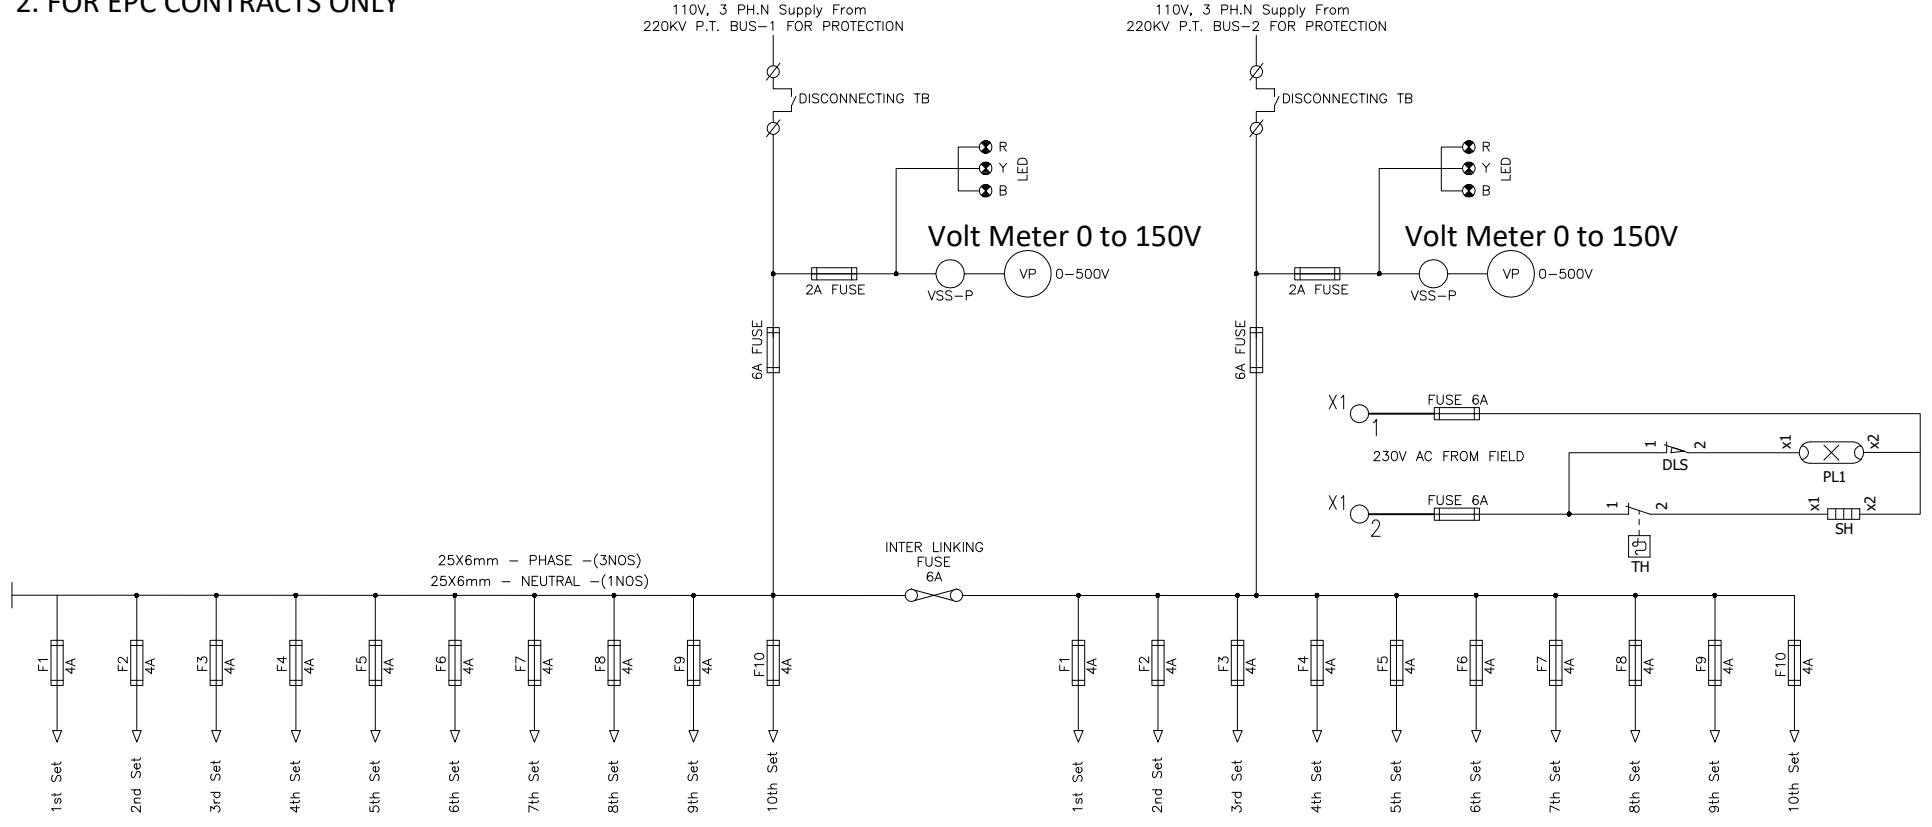 2. FOR EPC CONTRACTS ONLY
110V, 3 PH.N Supply From
220KV P.T. BUS-1 FOR PROTECTION
110V, 3 PH.N Supply From
220KV P.T. BUS-2 FOR PROTECTION
DISCONNECTING TB
DISCONNECTING TB
R
Y
B
LED
R
Y
B
LED
Volt Meter 0 to 150V
Volt Meter 0 to 150V
2A FUSE
VSS-P
VP
0-500V
2A FUSE
VSS-P
VP
0-500V
6A FUSE
6A FUSE
X1
1
FUSE 6A
230V AC FROM FIELD
1
2
DLS
x1
x2
PL1
X1
2
FUSE 6A
1
2
TH
x1
x2
SH
25X6mm - PHASE -(3NOS)
25X6mm - NEUTRAL -(1NOS)
INTER LINKING
FUSE
6A
F1
4A
F2
4A
F3
4A
F4
4A
F5
4A
F6
4A
F7
4A
F8
4A
F9
4A
F10
4A
F1
4A
F2
4A
F3
4A
F4
4A
F5
4A
F6
4A
F7
4A
F8
4A
F9
4A
F10
4A
1st Set
2nd Set
3rd Set
4th Set
5th Set
6th Set
7th Set
8th Set
9th Set
10th Set
1st Set
2nd Set
3rd Set
4th Set
5th Set
6th Set
7th Set
8th Set
9th Set
10th Set